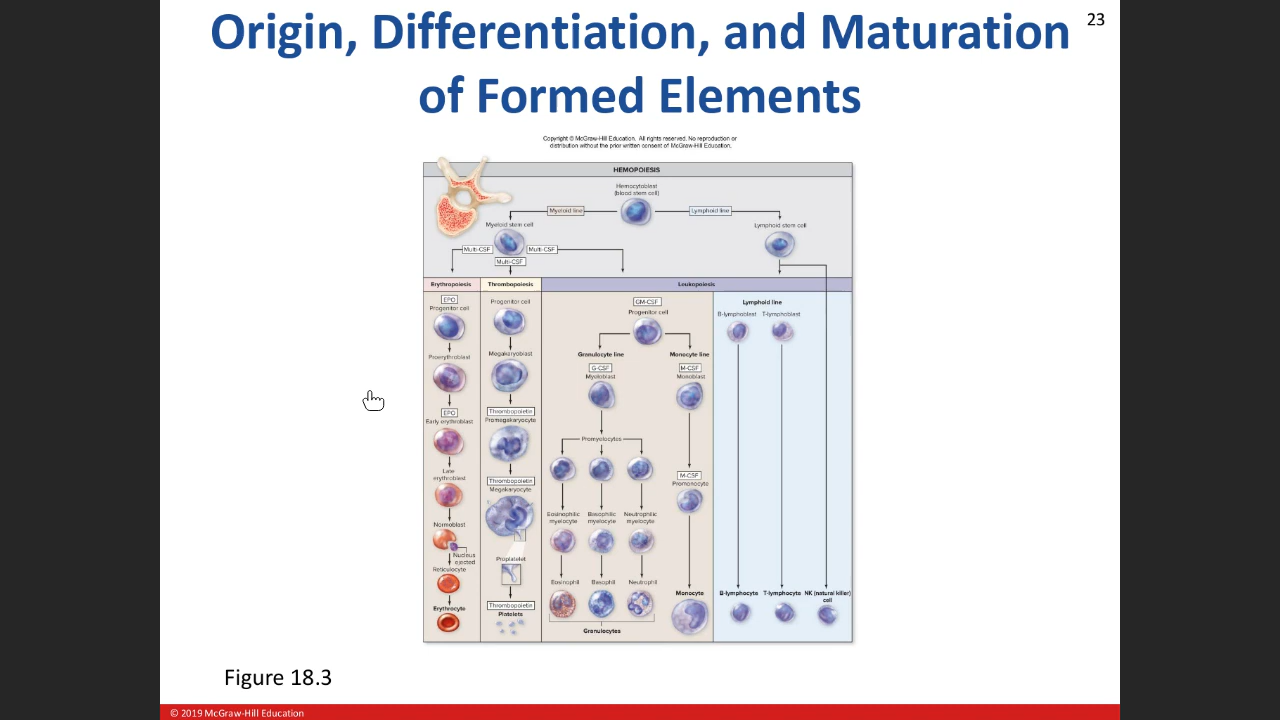 Origin, Differentiation, and Maturation
of Formed Elements
23
Copyright © McGraw-Hill Education. All rights reserved. No reproduction or
distribution without the prior written consent of McGraw-Hill Education.
HEMOPOIESIS
Hemocytoblast
(blood stem cell)
Myeloid line
Lymphoid line
Myeloid stem cell
Lymphoid stem cell
Multi-CSF
Multi-CSF
Multi-CSF
Erythropoiesis
Thrombopoiesis
Leukopoiesis
EPO
Progenitor cell
Proerythroblast
EPO
Early erythroblast
Late
erythroblast
Normoblast
Nucleus
ejected
Reticulocyte
Erythrocyte
Progenitor cell
Megakaryoblast
Thrombopoietin
Promegakaryocyte
Thrombopoietin
Megakaryocyte
Proplatelet
Thrombopoietin
Platelets
GM-CSF
Progenitor cell
Granulocyte line
Monocyte line
G-CSF
Myeloblast
M-CSF
Monoblast
Promyelocytes
M-CSF
Promonocyte
Eosinophilic
myelocyte
Basophilic
myelocyte
Neutrophilic
myelocyte
Eosinophil
Basophil
Neutrophil
Monocyte
Granulocytes
Lymphoid line
B-lymphoblast
T-lymphoblast
B-lymphocyte
T-lymphocyte
NK (natural killer)
cell
Figure 18.3
© 2019 McGraw-Hill Education